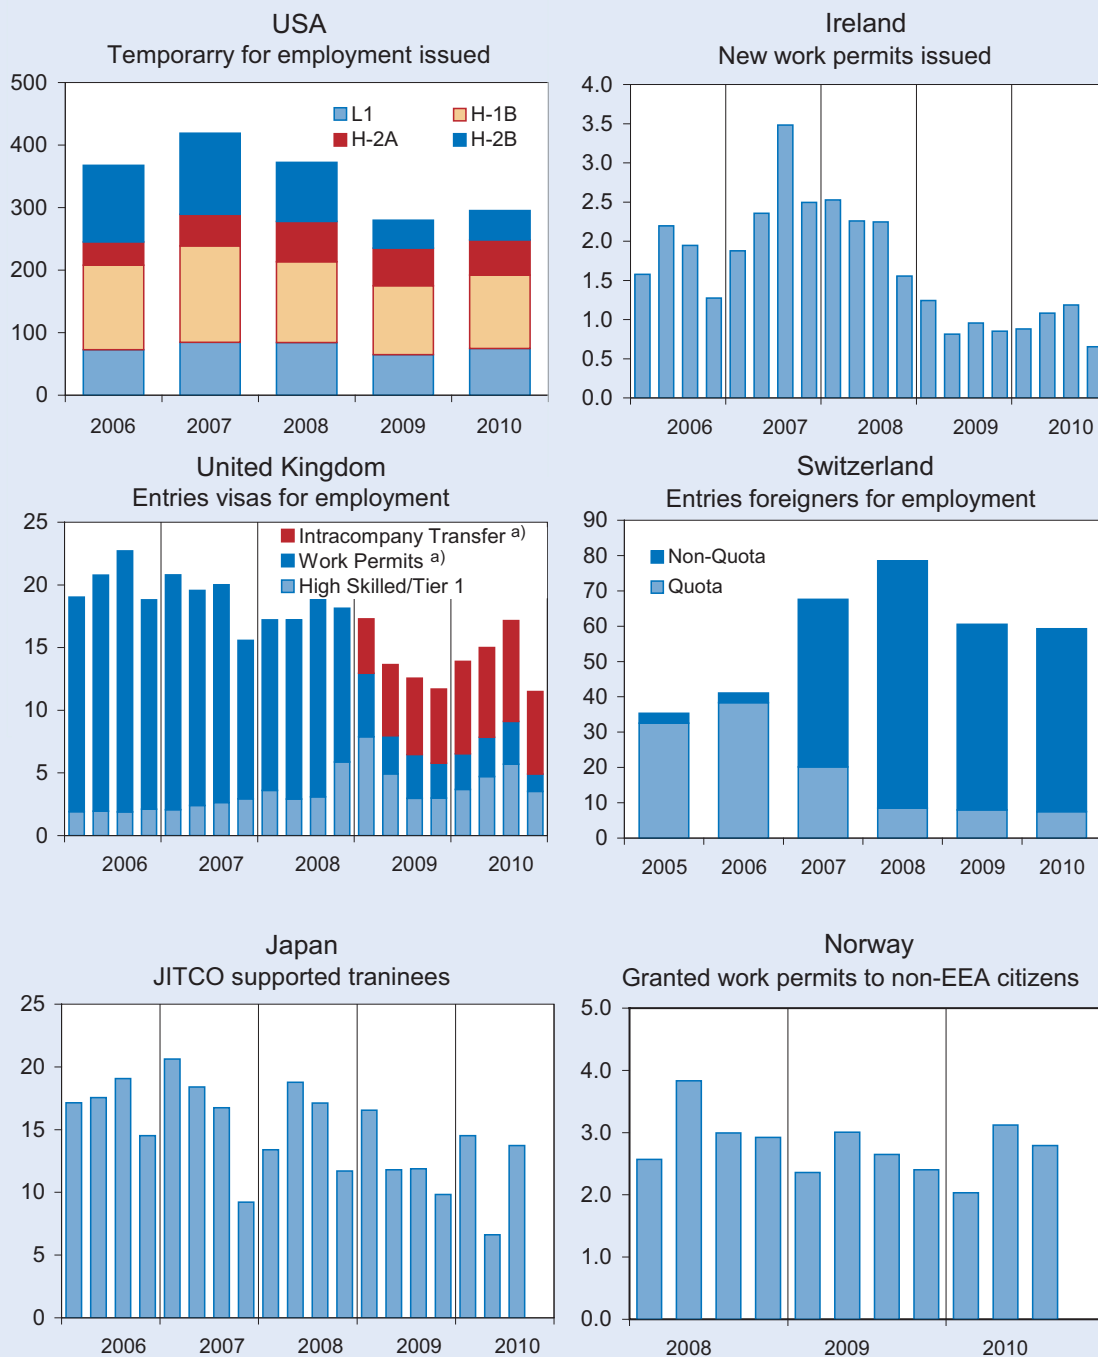 USA
Temporarry for employment issued
500
400
300
200
100
0
L1
H-1B
H-2A
H-2B
2006 2007 2008 2009 2010
Ireland
New work permits issued
4.0
3.5
3.0
2.5
2.0
1.5
1.0
0.5
0.0
2006 2007 2008 2009 2010
United Kingdom
Entries visas for employment
25
20
15
10
5
0
Intracompany Transfer a)
Work Permits a)
High Skilled/Tier 1
2006 2007 2008 2009 2010
Switzerland
Entries foreigners for employment
90
80
70
60
50
40
30
20
10
0
Non-Quota
Quota
2005 2006 2007 2008 2009 2010
Japan
JITCO supported traninees
25
20
15
10
5
0
2006 2007 2008 2009 2010
Norway
Granted work permits to non-EEA citizens
5.0
4.0
3.0
2.0
1.0
0.0
2008 2009 2010